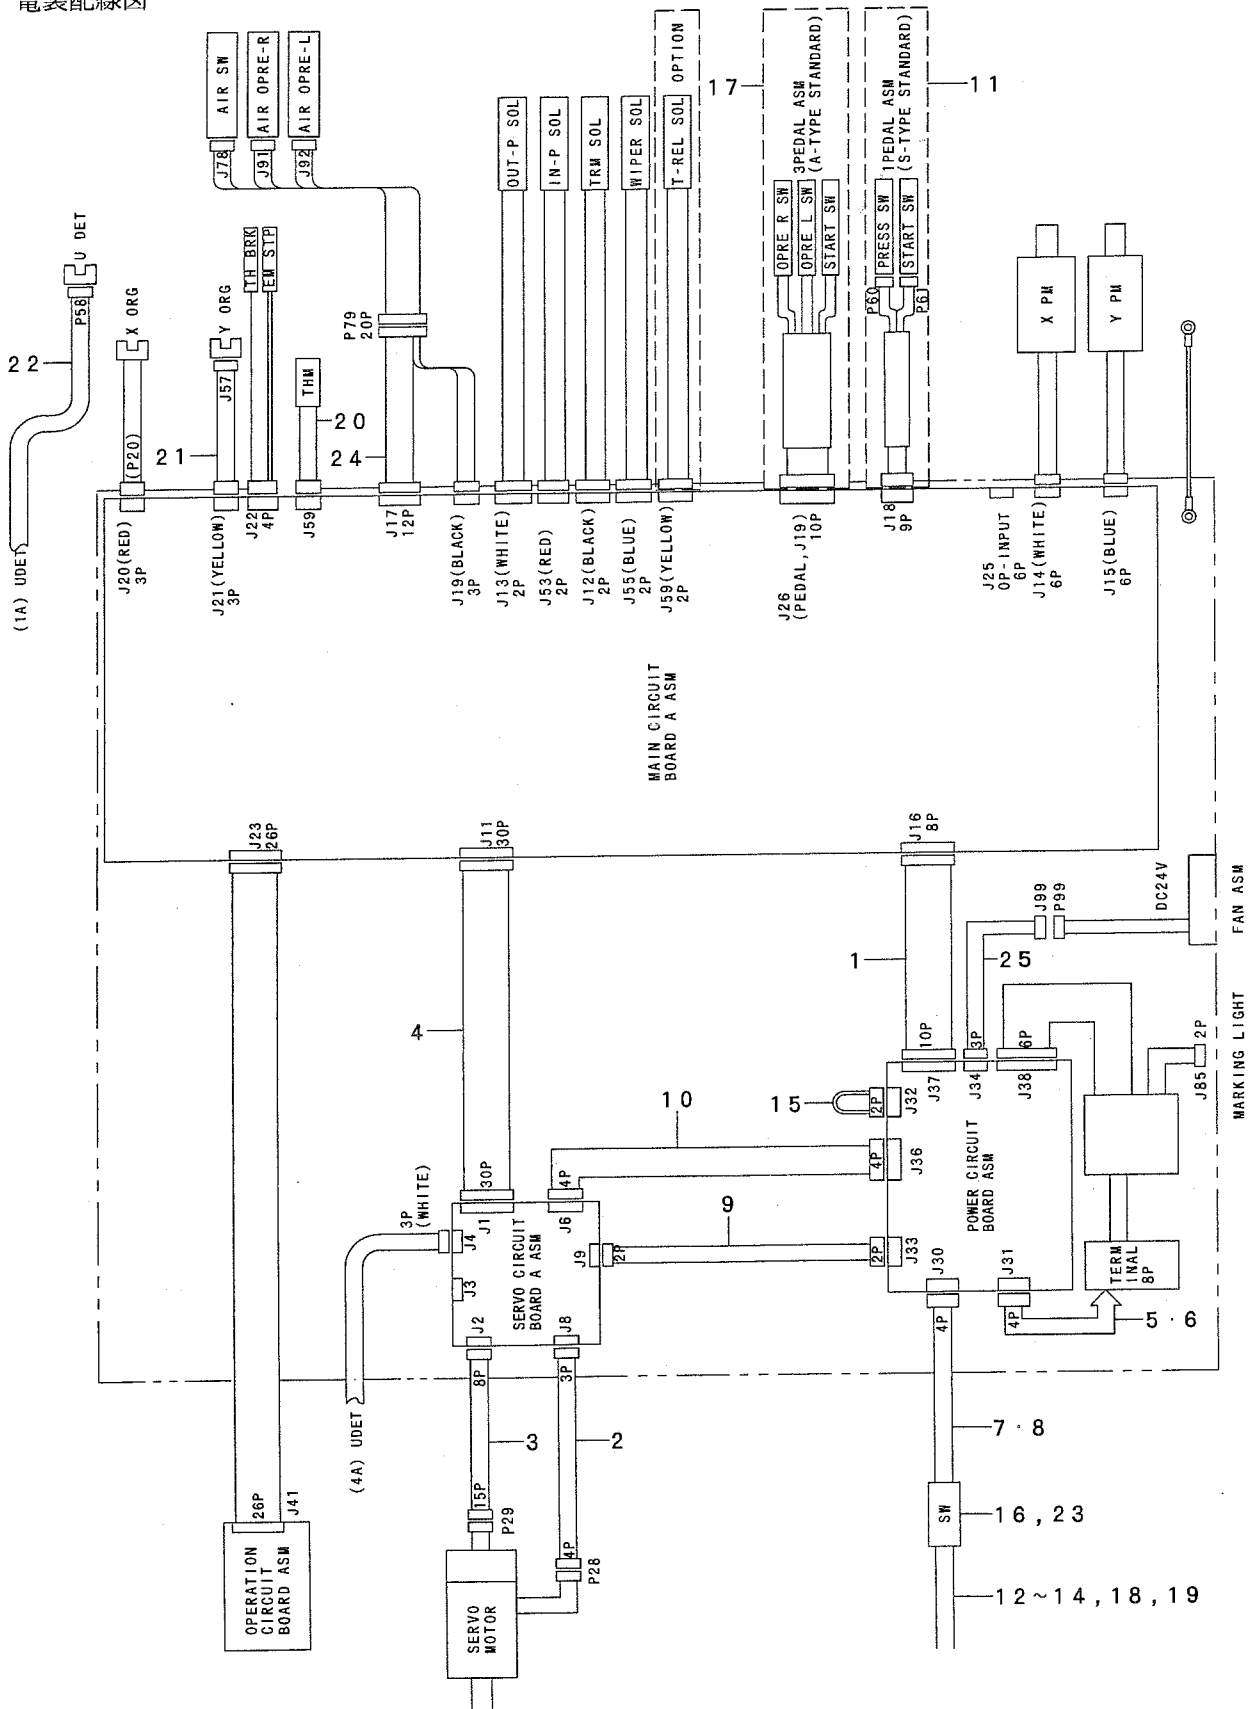 電装配線図
AIR SW
AIR OPRE-R
AIR OPRE-L
J78
J91
J92
U DET
P58
22
(1A) UDET
X ORG
(P20)
J20(RED)
3P
Y ORG
J57
21
J21(YELLOW)
3P
TH BRK
EM STP
J22
4P
THM
20
J59
P79
20P
24
J17
12P
J19(BLACK)
3P
OUT-P SOL
J13(WHITE)
2P
IN-P SOL
J53(RED)
2P
TRM SOL
J12(BLACK)
2P
WIPER SOL
J55(BLUE)
2P
T-REL SOL
OPTION
J59(YELLOW)
2P
17
3PEDAL ASM
(A-TYPE STANDARD)
OPRE R SW
OPRE L SW
START SW
J26
(PEDAL,J19)
10P
11
1PEDAL ASM
(S-TYPE STANDARD)
PRESS SW
START SW
P60
P61
J18
9P
J25
OP-INPUT
6P
X PM
J14(WHITE)
6P
Y PM
J15(BLUE)
6P
MAIN CIRCUIT
BOARD A ASM
J23
26P
J11
30P
J16
8P
4
1
25
J99
P99
DC24V
FAN ASM
10P
J37
3P
J34
6P
J38
15
2P
J32
10
4P
J36
9
2P
J33
POWER CIRCUIT
BOARD ASM
J30
4P
J31
4P
TERM
INAL
8P
5・6
J85
2P
MARKING LIGHT
3P
(WHITE)
30P
J1
4P
J6
J4
J3
J9
2P
SERVO CIRCUIT
BOARD A ASM
J2
8P
J8
3P
(4A) UDET
3
2
15P
P29
4P
P28
SERVO
MOTOR
26P
J41
OPERATION
CIRCUIT
BOARD ASM
7・8
SW
16,23
12~14,18,19